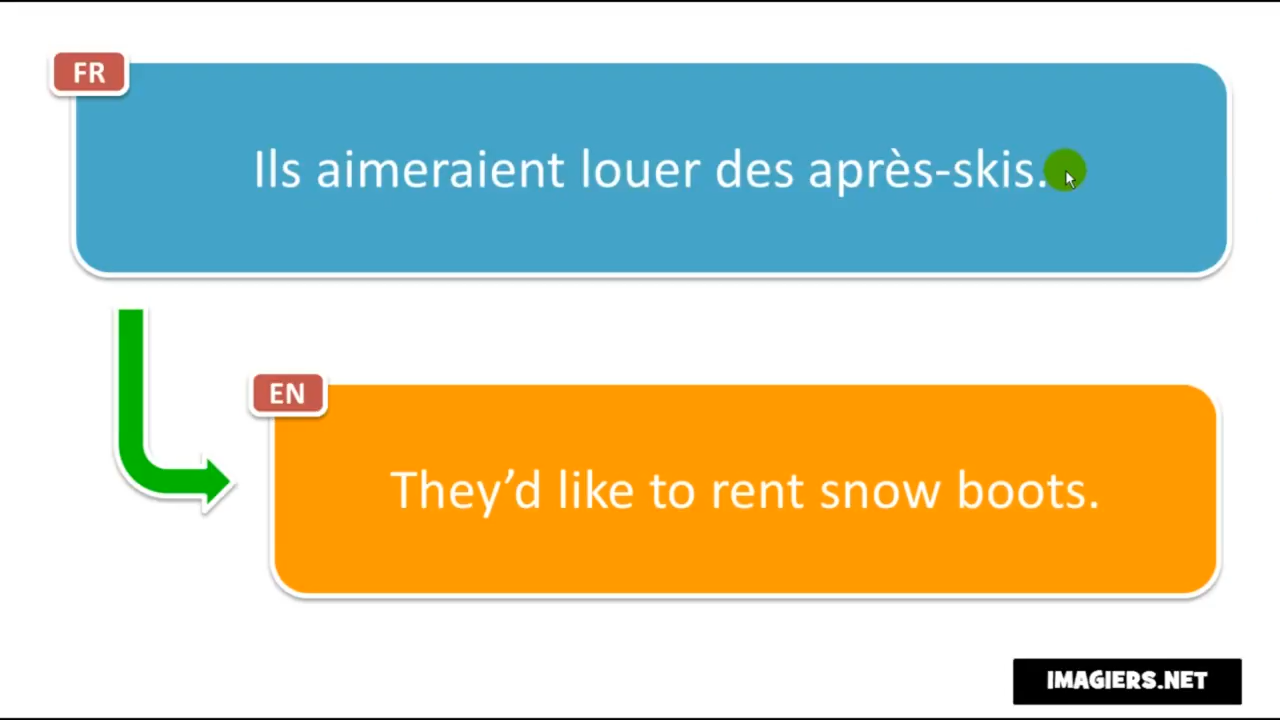 FR
Ils aimeraient louer des après-skis.
EN
They’d like to rent snow boots.
IMAGIERS.NET